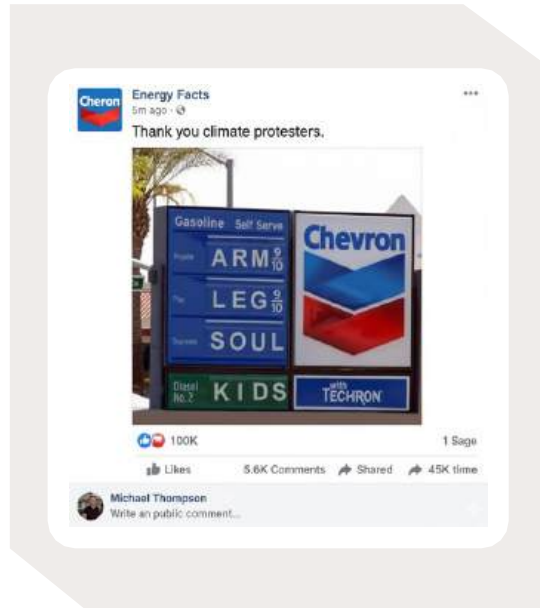 Cheron
Energy Facts
5m ago ·
Thank you climate protesters.
Gasoline Self Serve
ARM 9/10
LEG 9/10
SOUL
Diesel No. 2 KIDS
Chevron
with
TECHRON
100K
1 Sage
Likes 5.6K Comments Shared 45K time
Michael Thompson
Write an public comment...